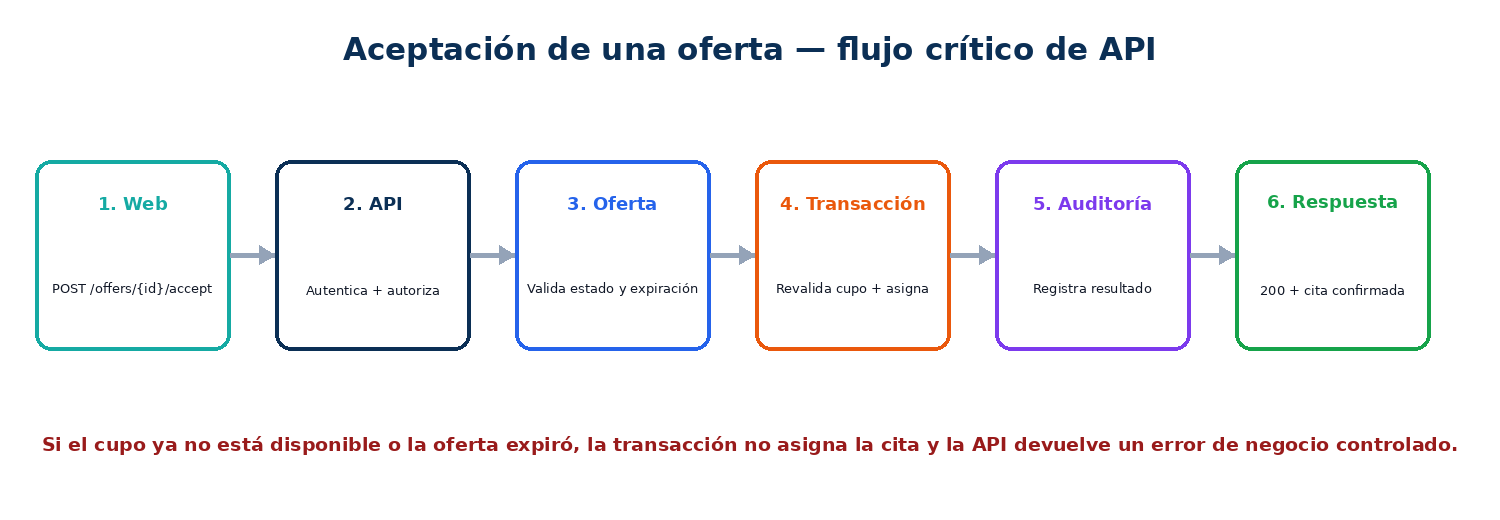 Aceptación de una oferta — flujo crítico de API
1. Web
POST /offers/{id}/accept
2. API
Autentica + autoriza
3. Oferta
Valida estado y expiración
4. Transacción
Revalida cupo + asigna
5. Auditoría
Registra resultado
6. Respuesta
200 + cita confirmada
Si el cupo ya no está disponible o la oferta expiró, la transacción no asigna la cita y la API devuelve un error de negocio controlado.